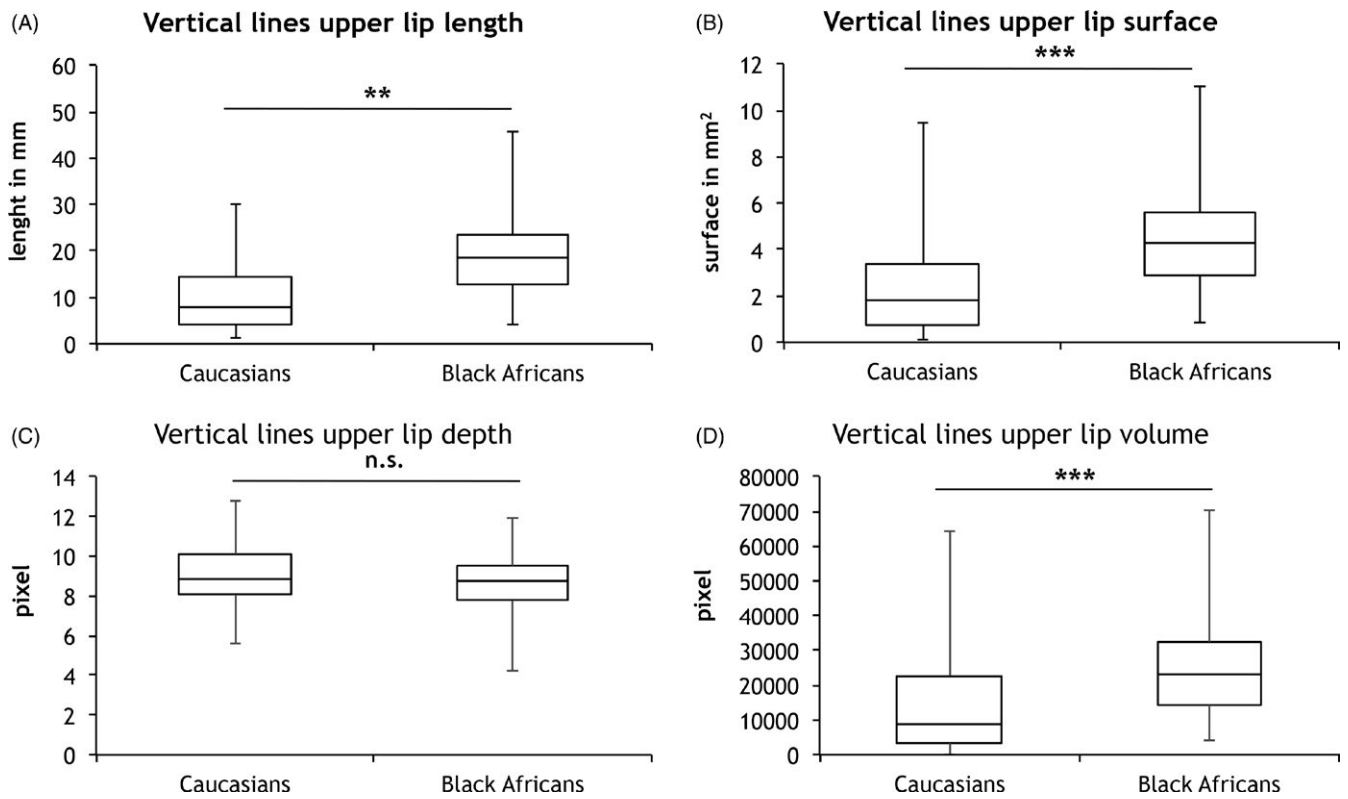 (A) Vertical lines upper lip length
**
lenght in mm
60
50
40
30
20
10
0
Caucasians Black Africans
(B) Vertical lines upper lip surface
***
surface in mm²
12
10
8
6
4
2
0
Caucasians Black Africans
(C) Vertical lines upper lip depth
n.s.
pixel
14
12
10
8
6
4
2
0
Caucasians Black Africans
(D) Vertical lines upper lip volume
***
pixel
80000
70000
60000
50000
40000
30000
20000
10000
0
Caucasians Black Africans